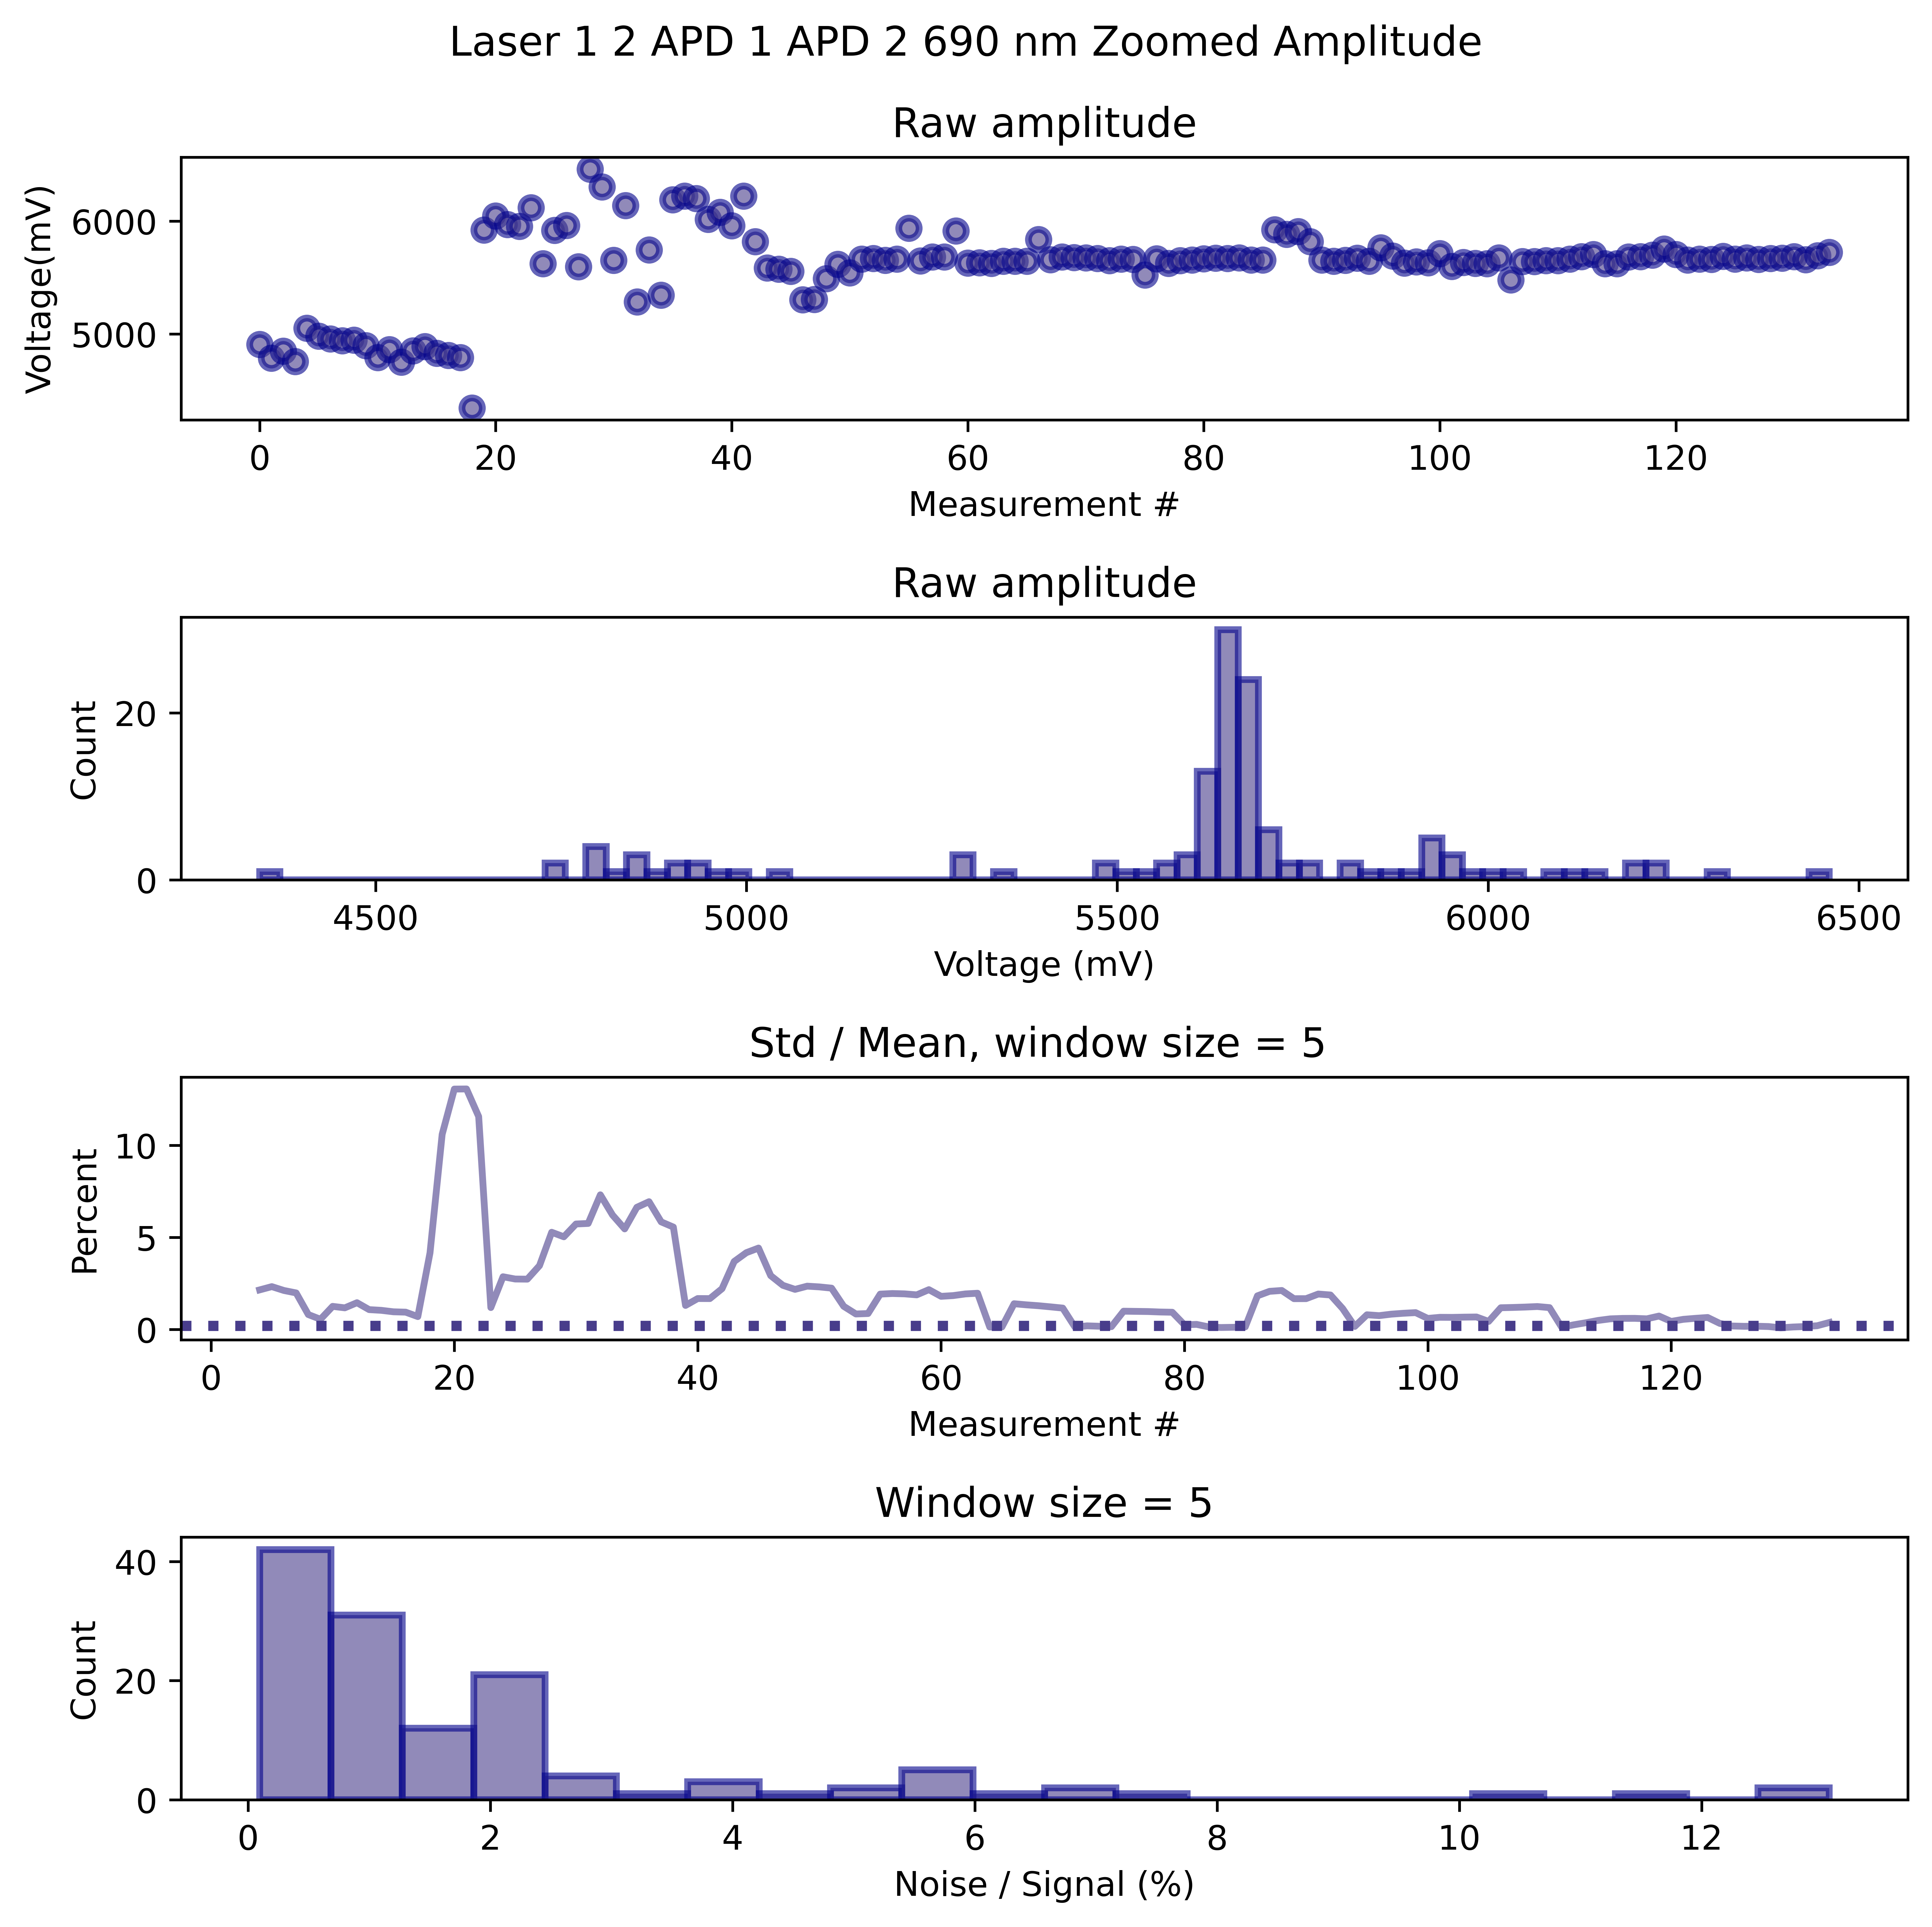 Laser 1 2 APD 1 APD 2 690 nm Zoomed Amplitude
Raw amplitude
Voltage(mV)
6000
5000
0 20 40 60 80 100 120
Measurement #
Raw amplitude
Count
20
0
4500 5000 5500 6000 6500
Voltage (mV)
Std / Mean, window size = 5
Percent
10
5
0
0 20 40 60 80 100 120
Measurement #
Window size = 5
Count
40
20
0
0 2 4 6 8 10 12
Noise / Signal (%)